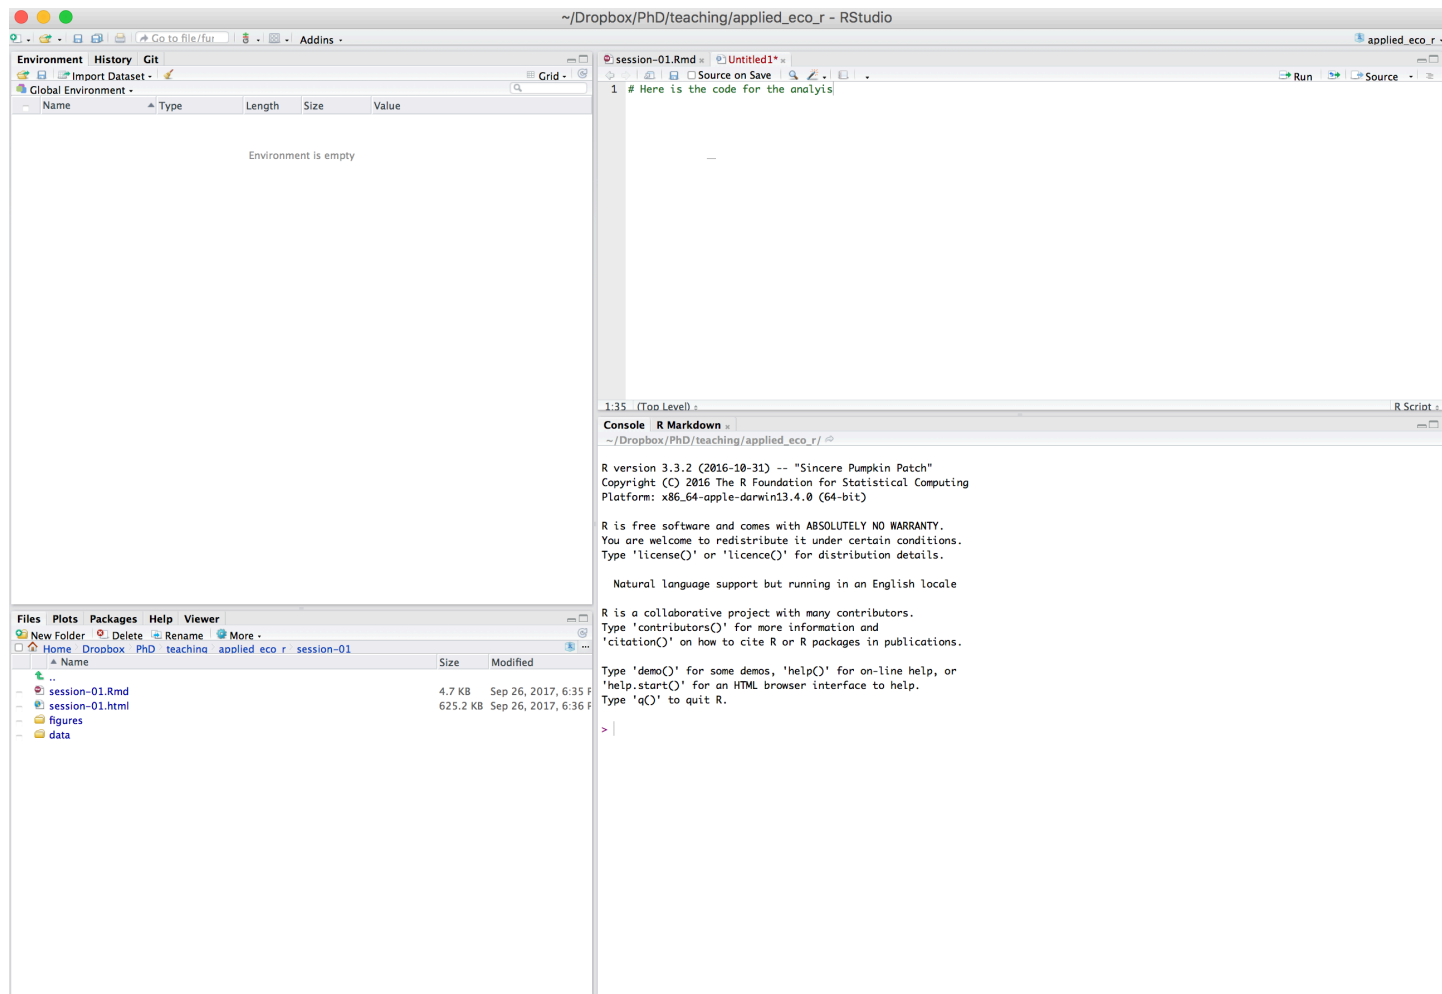 ~/Dropbox/PhD/teaching/applied_eco_r - RStudio
Go to file/fur
Addins
applied_eco_r
Environment History Git
Import Dataset
Grid
Global Environment
Name Type Length Size Value
Environment is empty
Files Plots Packages Help Viewer
New Folder Delete Rename More
Home Dropbox PhD teaching applied_eco_r session-01
Name Size Modified
..
session-01.Rmd 4.7 KB Sep 26, 2017, 6:35 P
session-01.html 625.2 KB Sep 26, 2017, 6:36 P
figures
data
session-01.Rmd Untitled1*
Source on Save Run Source
1 # Here is the code for the analyis
1:35 (Top Level) R Script
Console R Markdown
~/Dropbox/PhD/teaching/applied_eco_r/
R version 3.3.2 (2016-10-31) -- "Sincere Pumpkin Patch"
Copyright (C) 2016 The R Foundation for Statistical Computing
Platform: x86_64-apple-darwin13.4.0 (64-bit)
R is free software and comes with ABSOLUTELY NO WARRANTY.
You are welcome to redistribute it under certain conditions.
Type 'license()' or 'licence()' for distribution details.
Natural language support but running in an English locale
R is a collaborative project with many contributors.
Type 'contributors()' for more information and
'citation()' on how to cite R or R packages in publications.
Type 'demo()' for some demos, 'help()' for on-line help, or
'help.start()' for an HTML browser interface to help.
Type 'q()' to quit R.
>